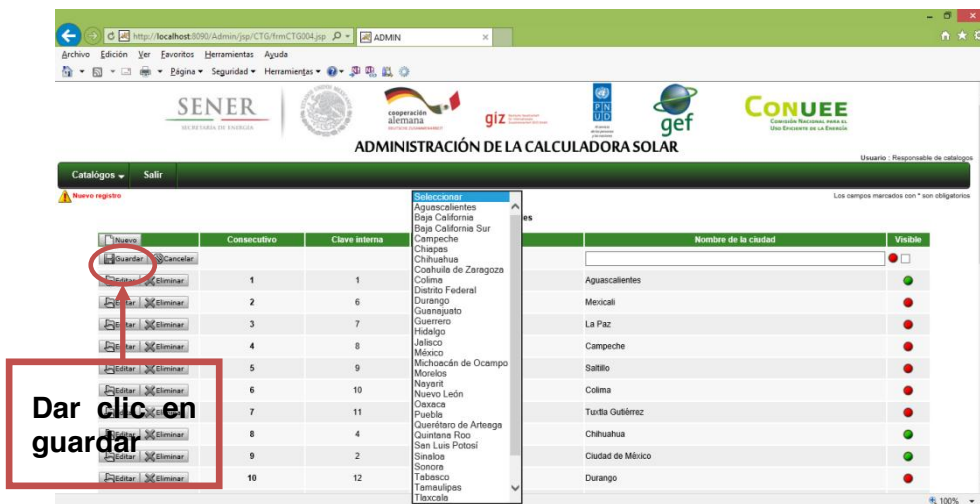 http://localhost:8090/Admin/jsp/CTG/frmCTG004.jsp
ADMIN
Archivo Edición Ver Favoritos Herramientas Ayuda
Página Seguridad Herramientas
SENER
SECRETARÍA DE ENERGÍA
cooperación
alemana
DEUTSCHE ZUSAMMENARBEIT
giz
PNUD
gef
CONUEE
COMISIÓN NACIONAL PARA EL
USO EFICIENTE DE LA ENERGÍA
ADMINISTRACIÓN DE LA CALCULADORA SOLAR
Usuario : Responsable de catalogos
Catálogos Salir
Nuevo registro
Los campos marcados con * son obligatorios
es
Nuevo Consecutivo Clave interna Nombre de la ciudad Visible
Guardar Cancelar
Editar Eliminar 1 1 Aguascalientes
Editar Eliminar 2 6 Mexicali
Editar Eliminar 3 7 La Paz
Editar Eliminar 4 8 Campeche
Editar Eliminar 5 9 Saltillo
Editar Eliminar 6 10 Colima
Editar Eliminar 7 11 Tuxtla Gutiérrez
Editar Eliminar 8 4 Chihuahua
Editar Eliminar 9 2 Ciudad de México
Editar Eliminar 10 12 Durango
Seleccionar
Aguascalientes
Baja California
Baja California Sur
Campeche
Chiapas
Chihuahua
Coahuila de Zaragoza
Colima
Distrito Federal
Durango
Guanajuato
Guerrero
Hidalgo
Jalisco
México
Michoacán de Ocampo
Morelos
Nayarit
Nuevo León
Oaxaca
Puebla
Querétaro de Arteaga
Quintana Roo
San Luis Potosí
Sinaloa
Sonora
Tabasco
Tamaulipas
Tlaxcala
Dar clic en
guardar
100%